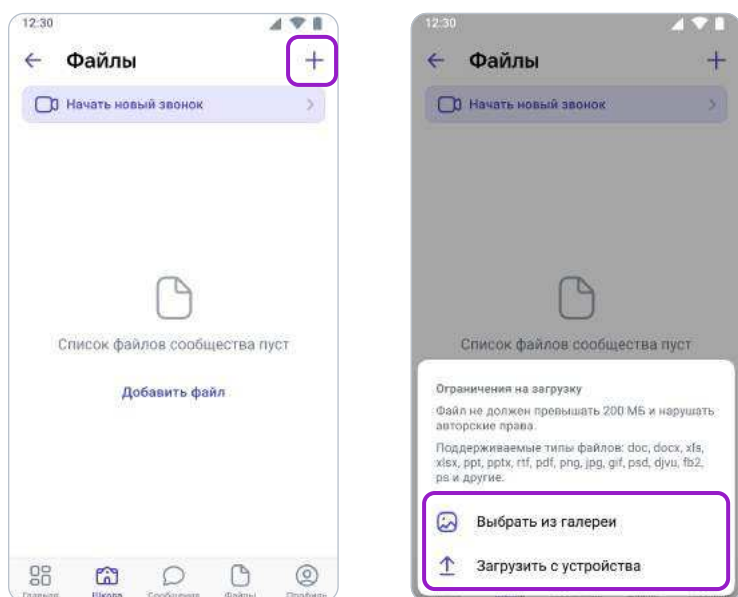 12:30
Файлы
Начать новый звонок
Список файлов сообщества пуст
Добавить файл
Главная
Школа
Сообщения
Файлы
Профиль
12:30
Файлы
Начать новый звонок
Список файлов сообщества пуст
Ограничения на загрузку
Файл не должен превышать 200 МБ и нарушать
авторские права.
Поддерживаемые типы файлов: doc, docx, xls,
xlsx, ppt, pptx, rtf, pdf, png, jpg, gif, psd, djvu, fb2,
ps и другие.
Выбрать из галереи
Загрузить с устройства